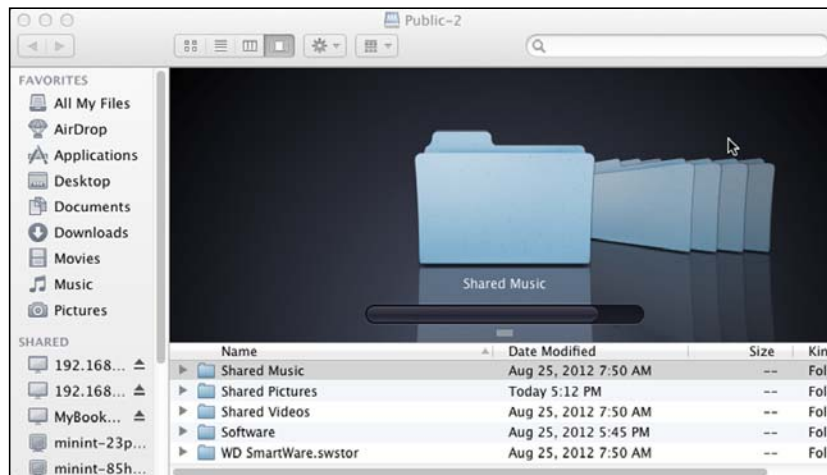 Public-2
FAVORITES
All My Files
AirDrop
Applications
Desktop
Documents
Downloads
Movies
Music
Pictures
SHARED
192.168...
192.168...
MyBook...
minint-23p...
minint-85h...
Shared Music
Name Date Modified Size Kin
Shared Music Aug 25, 2012 7:50 AM -- Fol
Shared Pictures Today 5:12 PM -- Fol
Shared Videos Aug 25, 2012 7:50 AM -- Fol
Software Aug 25, 2012 5:45 PM -- Fol
WD SmartWare.swstor Aug 25, 2012 7:50 AM -- Fol